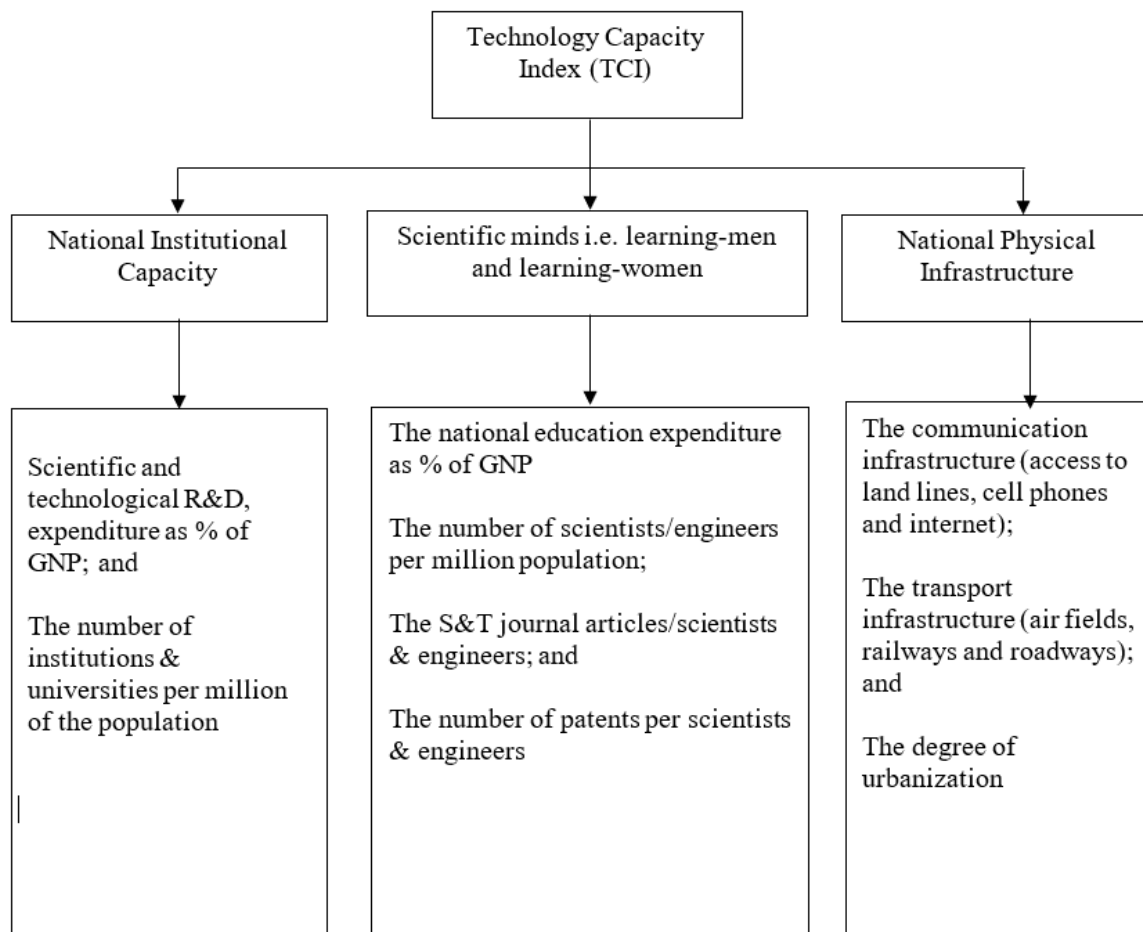 Technology Capacity
Index (TCI)
National Institutional
Capacity
Scientific minds i.e. learning-men
and learning-women
National Physical
Infrastructure
Scientific and
technological R&D,
expenditure as % of
GNP; and
The number of
institutions &
universities per million
of the population
The national education expenditure
as % of GNP
The number of scientists/engineers
per million population;
The S&T journal articles/scientists
& engineers; and
The number of patents per scientists
& engineers
The communication
infrastructure (access to
land lines, cell phones
and internet);
The transport
infrastructure (air fields,
railways and roadways);
and
The degree of
urbanization